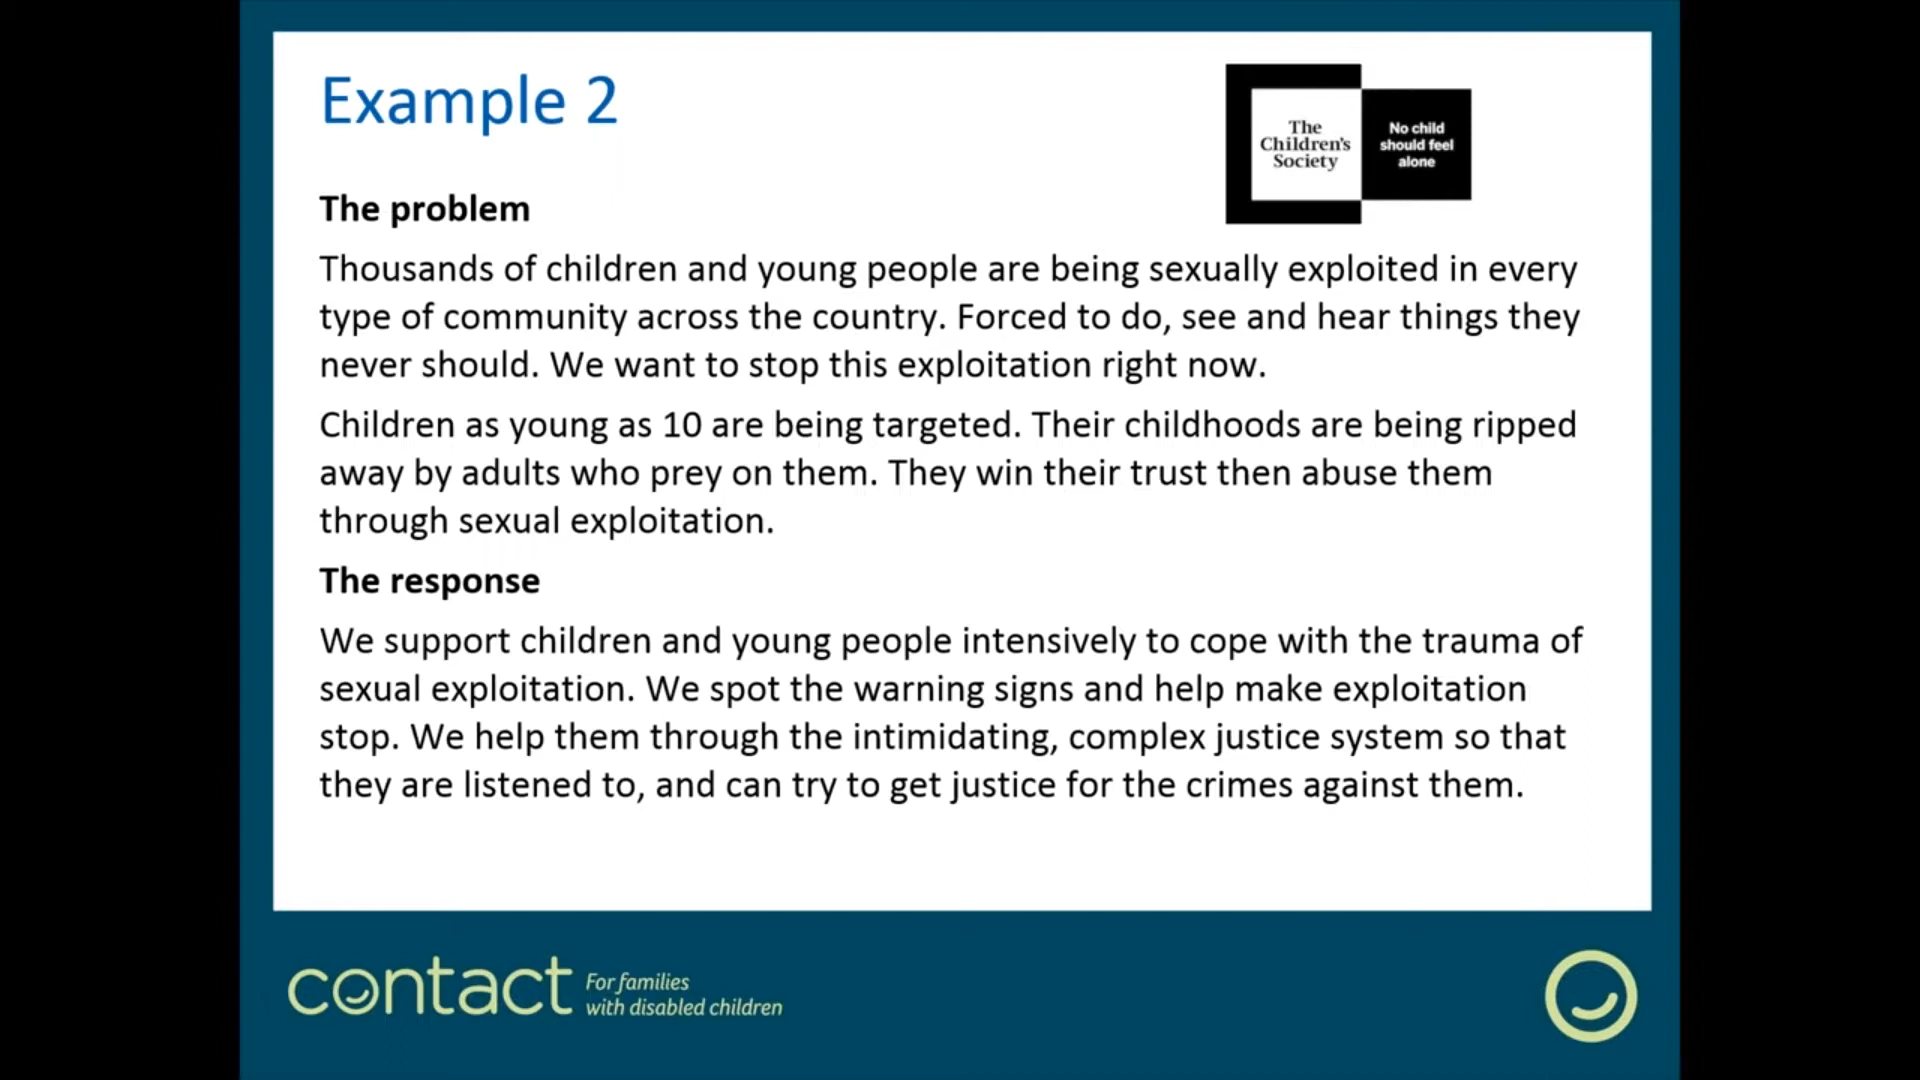 Example 2
The
Children's
Society
No child
should feel
alone
The problem
Thousands of children and young people are being sexually exploited in every
type of community across the country. Forced to do, see and hear things they
never should. We want to stop this exploitation right now.
Children as young as 10 are being targeted. Their childhoods are being ripped
away by adults who prey on them. They win their trust then abuse them
through sexual exploitation.
The response
We support children and young people intensively to cope with the trauma of
sexual exploitation. We spot the warning signs and help make exploitation
stop. We help them through the intimidating, complex justice system so that
they are listened to, and can try to get justice for the crimes against them.
contact
For families
with disabled children